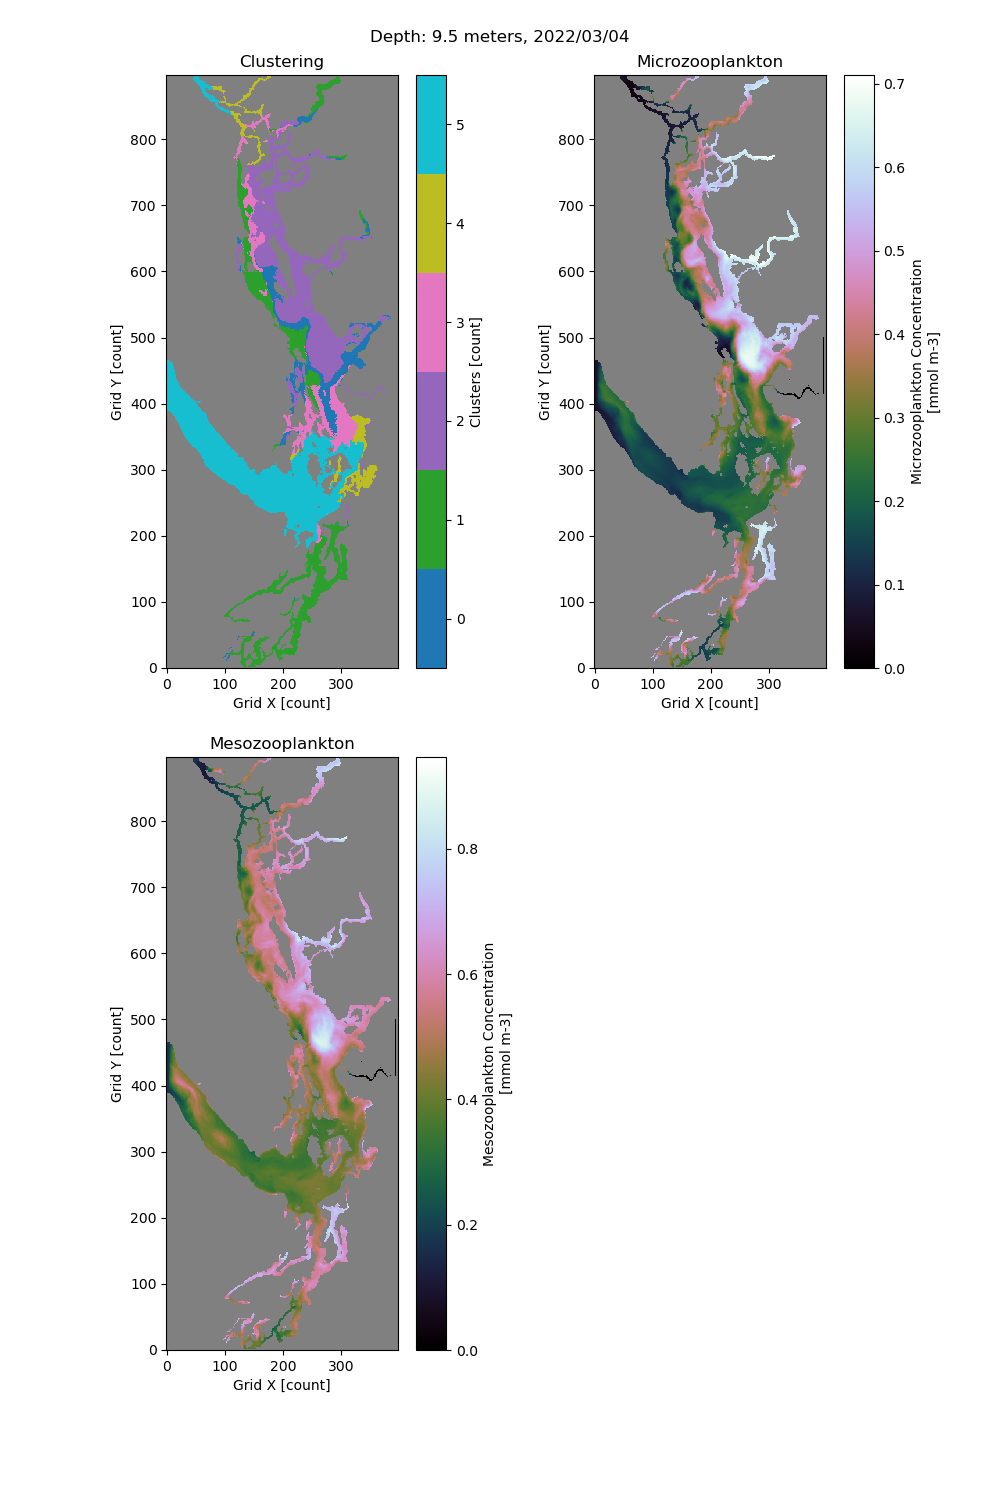 Depth: 9.5 meters, 2022/03/04
Clustering
Microzooplankton
800
700
600
500
400
300
200
100
0
0 100 200 300
Grid X [count]
Grid Y [count]
5
4
3
2
1
0
Clusters [count]
800
700
600
500
400
300
200
100
0
0 100 200 300
Grid X [count]
Grid Y [count]
0.7
0.6
0.5
0.4
0.3
0.2
0.1
0.0
Microzooplankton Concentration
[mmol m-3]
Mesozooplankton
800
700
600
500
400
300
200
100
0
0 100 200 300
Grid X [count]
Grid Y [count]
0.8
0.6
0.4
0.2
0.0
Mesozooplankton Concentration
[mmol m-3]